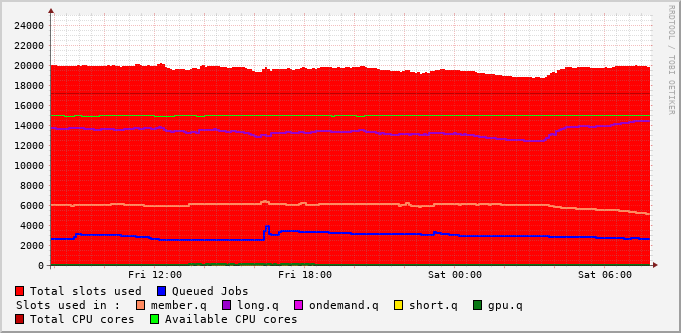 24000
22000
20000
18000
16000
14000
12000
10000
8000
6000
4000
2000
0
Fri 12:00 Fri 18:00 Sat 00:00 Sat 06:00
RRDTOOL / TOBI OETIKER
Total slots used Queued Jobs
Slots used in : member.q long.q ondemand.q short.q gpu.q
Total CPU cores Available CPU cores